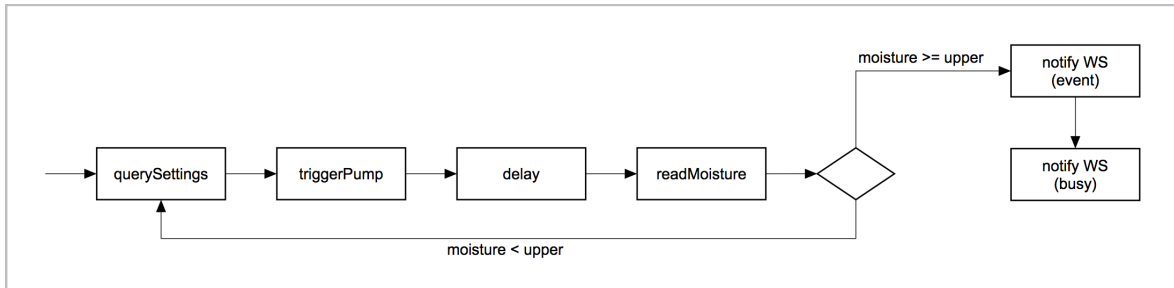 moisture >= upper
notify WS
(event)
querySettings
triggerPump
delay
readMoisture
notify WS
(busy)
moisture < upper